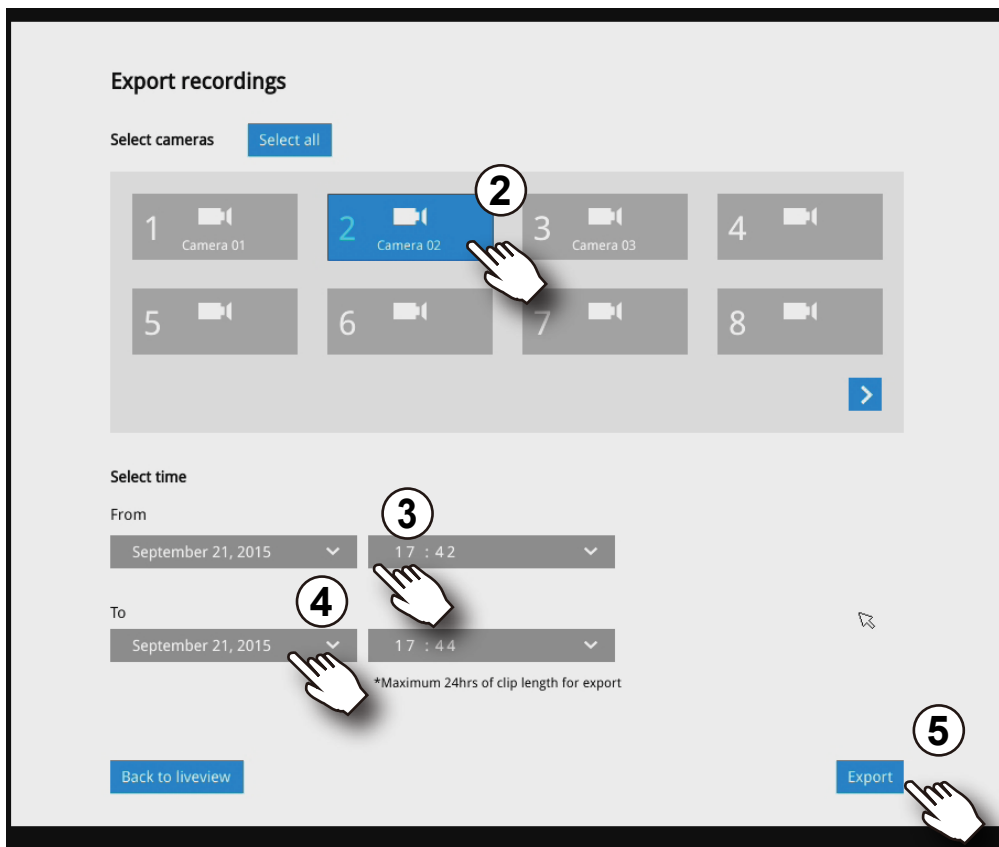 Export recordings
Select cameras Select all
2
1 Camera 01
2 Camera 02
3 Camera 03
4
5
6
7
8
Select time
From
3
September 21, 2015 17 : 42
4
To
September 21, 2015 17 : 44
*Maximum 24hrs of clip length for export
5
Back to liveview Export